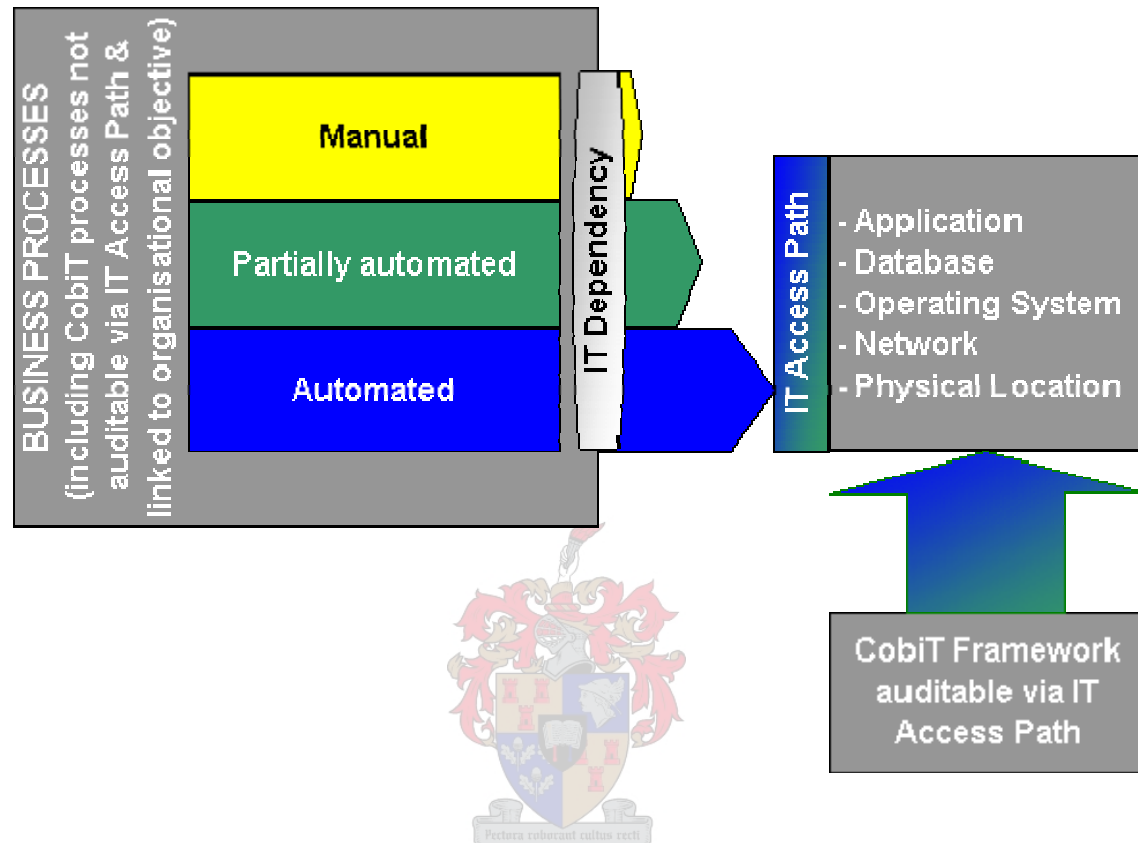 BUSINESS PROCESSES
(including CobiT processes not
auditable via IT Access Path &
linked to organisational objective)
Manual
Partially automated
Automated
IT Dependency
IT Access Path
- Application
- Database
- Operating System
- Network
- Physical Location
CobiT Framework
auditable via IT
Access Path
Pectora roborant cultus recti